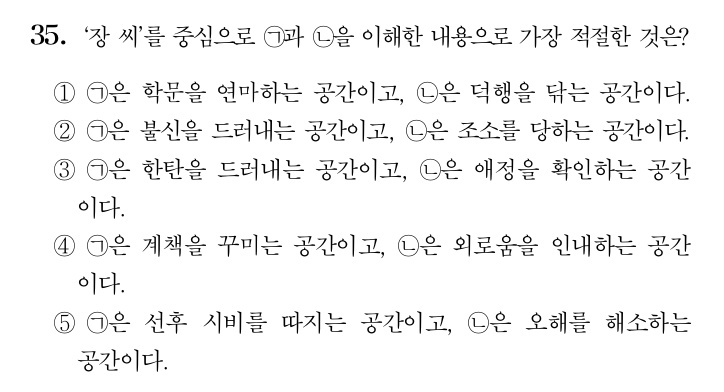 35. ‘장 씨’를 중심으로 ㉠과 ㉡을 이해한 내용으로 가장 적절한 것은?
① ㉠은 학문을 연마하는 공간이고, ㉡은 덕행을 닦는 공간이다.
② ㉠은 불신을 드러내는 공간이고, ㉡은 조소를 당하는 공간이다.
③ ㉠은 한탄을 드러내는 공간이고, ㉡은 애정을 확인하는 공간
이다.
④ ㉠은 계책을 꾸미는 공간이고, ㉡은 외로움을 인내하는 공간
이다.
⑤ ㉠은 선후 시비를 따지는 공간이고, ㉡은 오해를 해소하는
공간이다.